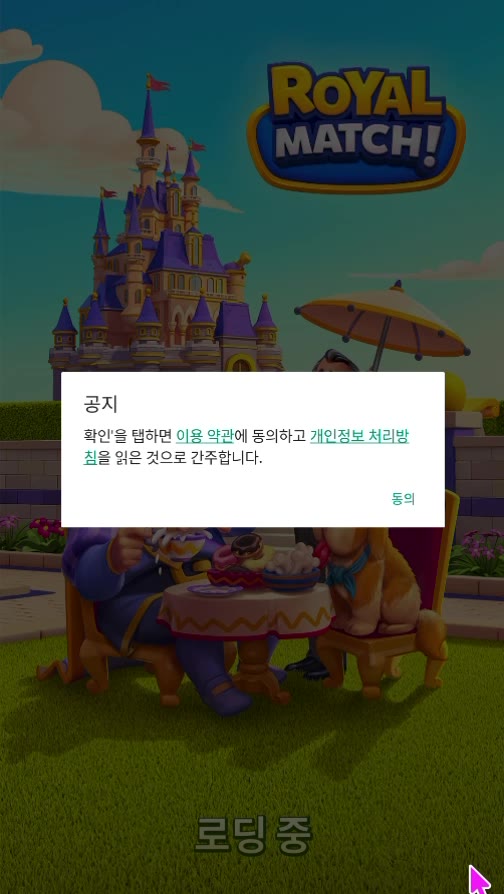 ROYAL
MATCH!
공지
확인'을 탭하면 이용 약관에 동의하고 개인정보 처리방
침을 읽은 것으로 간주합니다.
동의
로딩 중